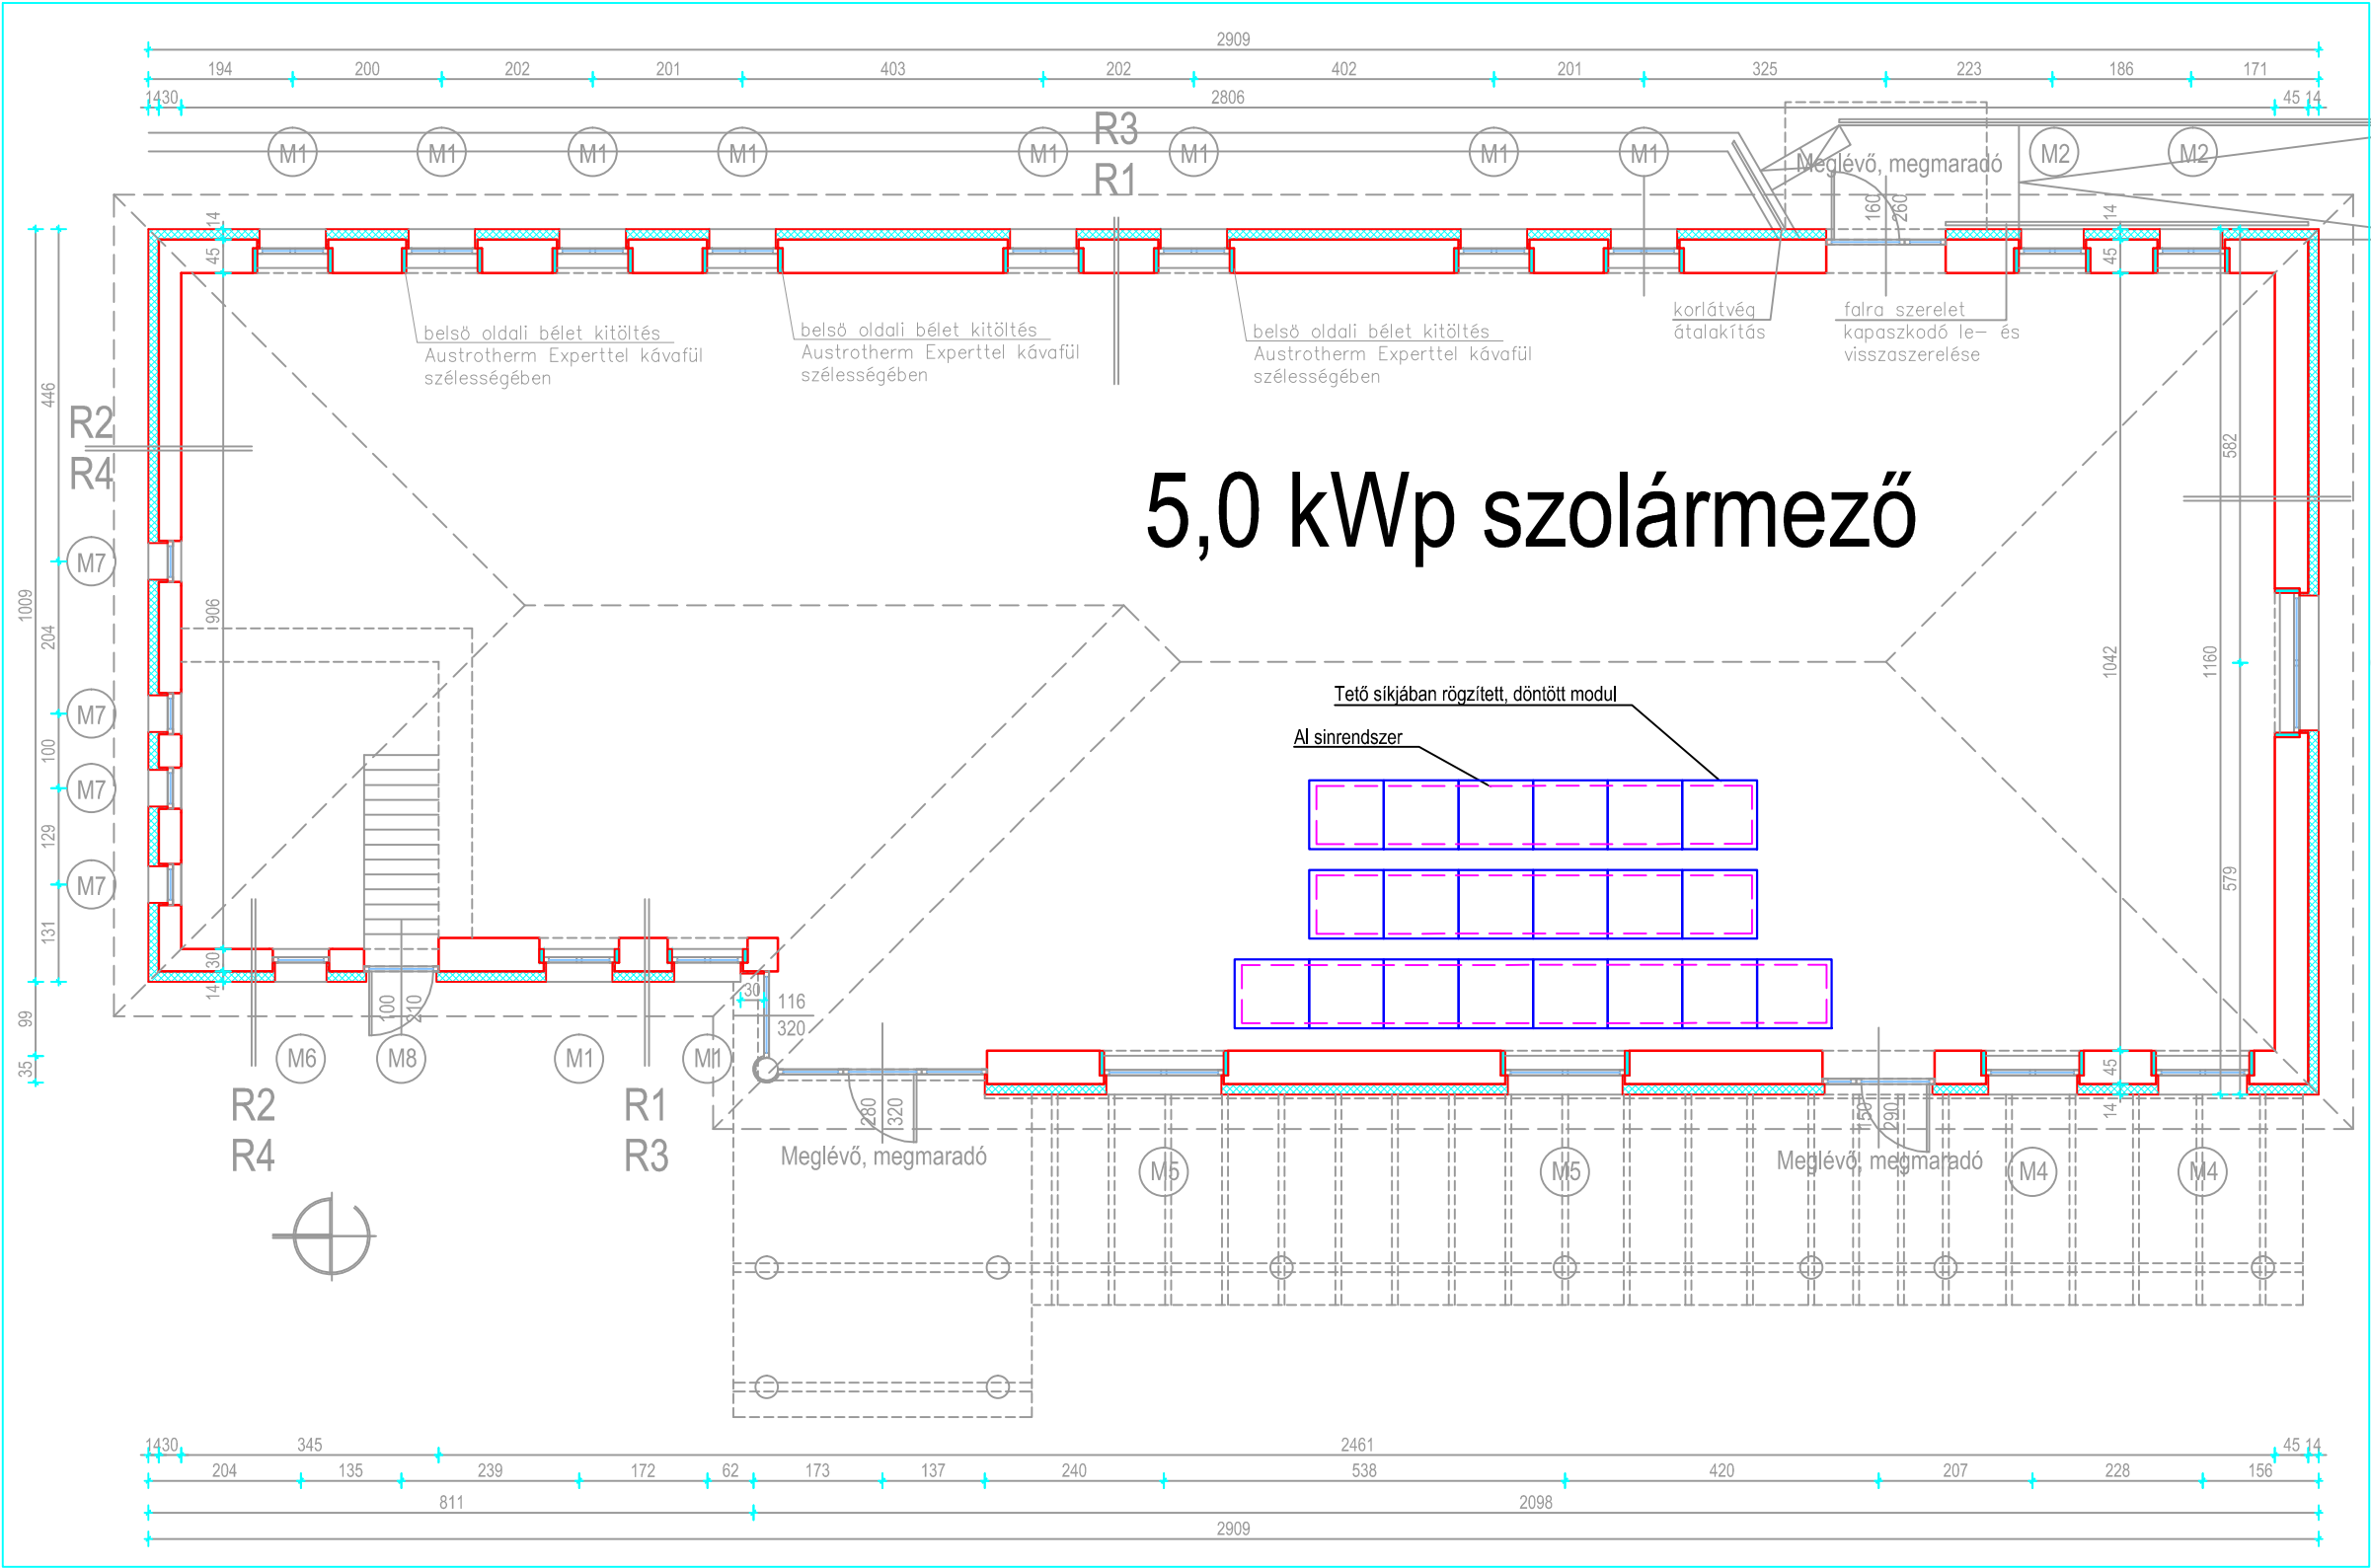 2909
194 200 202 201 403 202 402 201 325 223 186 171
14 30 2806 45 14
R3
M1 M1 M1 M1 M1 M1 M1 M1 M2 M2
Meglévő, megmaradó
R1
160 260
14 14
45 45
belső oldali bélet kitöltés
Austrotherm Experttel kávafül
szélességében
belső oldali bélet kitöltés
Austrotherm Experttel kávafül
szélességében
belső oldali bélet kitöltés
Austrotherm Experttel kávafül
szélességében
korlátvég
átalakítás
falra szerelet
kapaszkodó le– és
visszaszerelése
446
R2
R4
582
5,0 kWp szolármező
M7
1009 906
204
1042 1160
Tető síkjában rögzített, döntött modul
M7
Al sinrendszer
100
M7
129
M7
579
131
30
14
30 116
320
100 210
99
35
M6 M8 M1 M1
45
14
R2 R1
R4 R3
280 320
150 290
Meglévő, megmaradó
Meglévő, megmaradó
M5 M5 M4 M4
14 30 345 2461 45 14
204 135 239 172 62 173 137 240 538 420 207 228 156
811 2098
2909